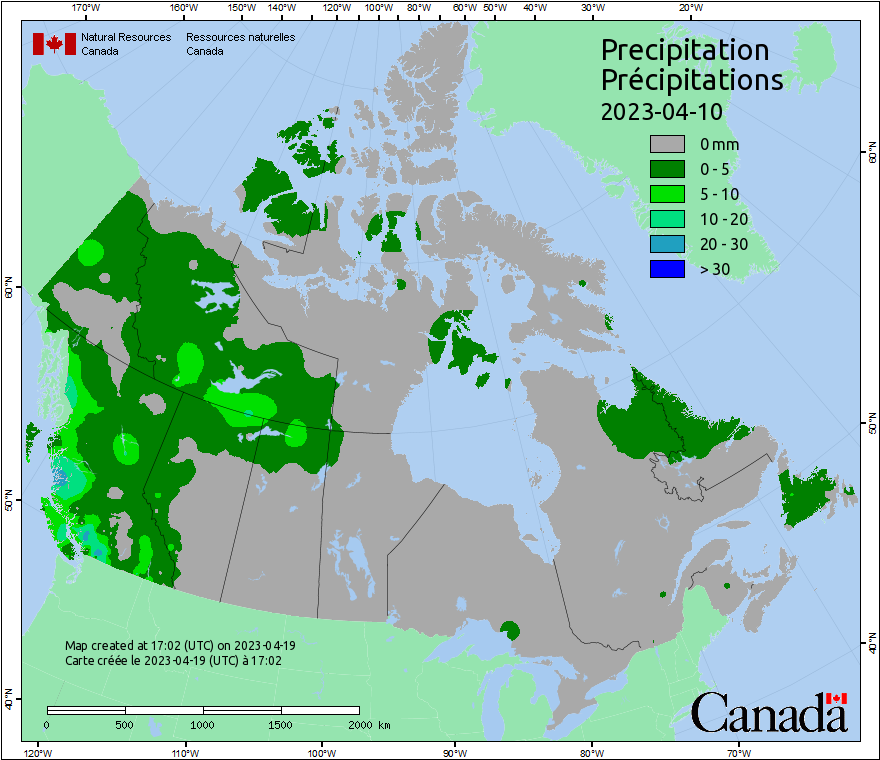 170°W 160°W 150°W 140°W 120°W 100°W 80°W 60°W 50°W 40°W 30°W 20°W
Natural Resources Ressources naturelles
Canada Canada
Precipitation
Précipitations
2023-04-10
0 mm
0 - 5
5 - 10
10 - 20
20 - 30
> 30
60°N
60°N
50°N
50°N
40°N
40°N
Map created at 17:02 (UTC) on 2023-04-19
Carte créée le 2023-04-19 (UTC) à 17:02
0 500 1000 1500 2000 km
Canada
120°W 110°W 100°W 90°W 80°W 70°W